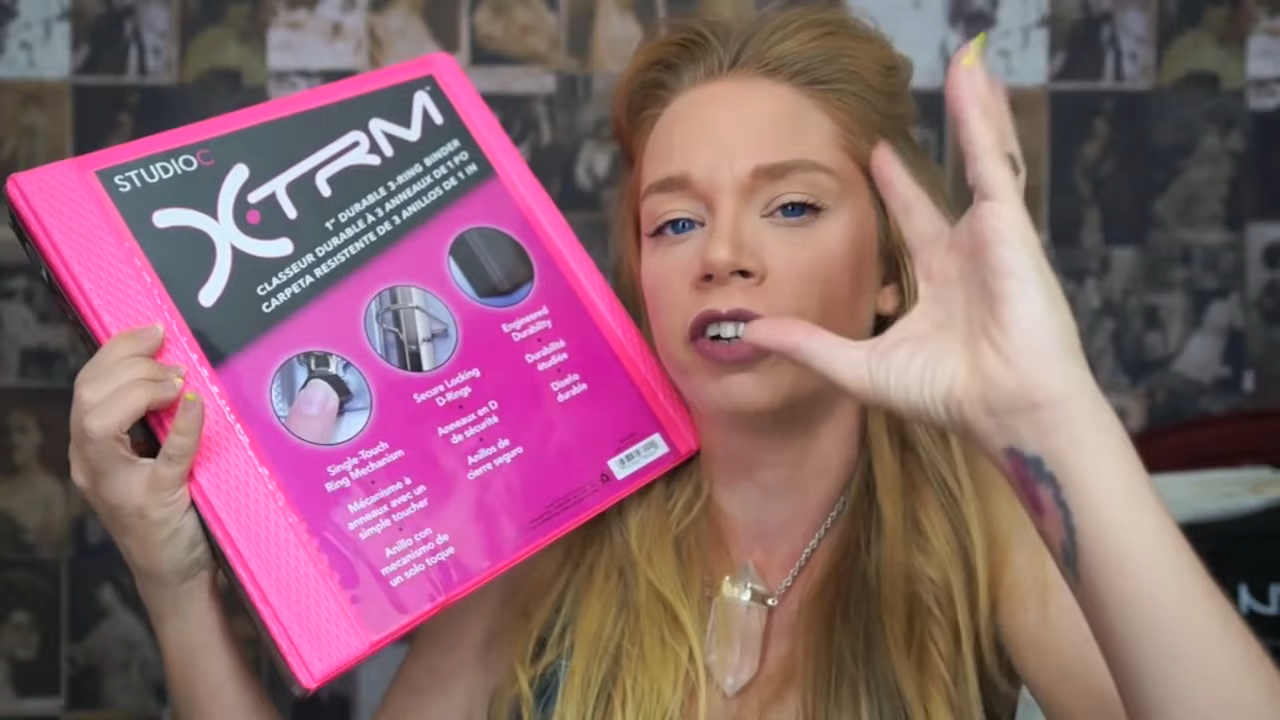 STUDIOC
X·TRM
1" DURABLE 3-RING BINDER
CLASSEUR DURABLE À 3 ANNEAUX DE 1 PO
CARPETA RESISTENTE DE 3 ANILLOS DE 1 IN
Engineered
Durability
•
Durabilité
étudiée
•
Diseño
durable
Secure Locking
D-Rings
•
Anneaux en D
de sécurité
•
Anillos de
cierre seguro
Single-Touch
Ring Mechanism
•
Mécanisme à
anneaux avec un
simple toucher
•
Anillo con
mecanismo de
un solo toque